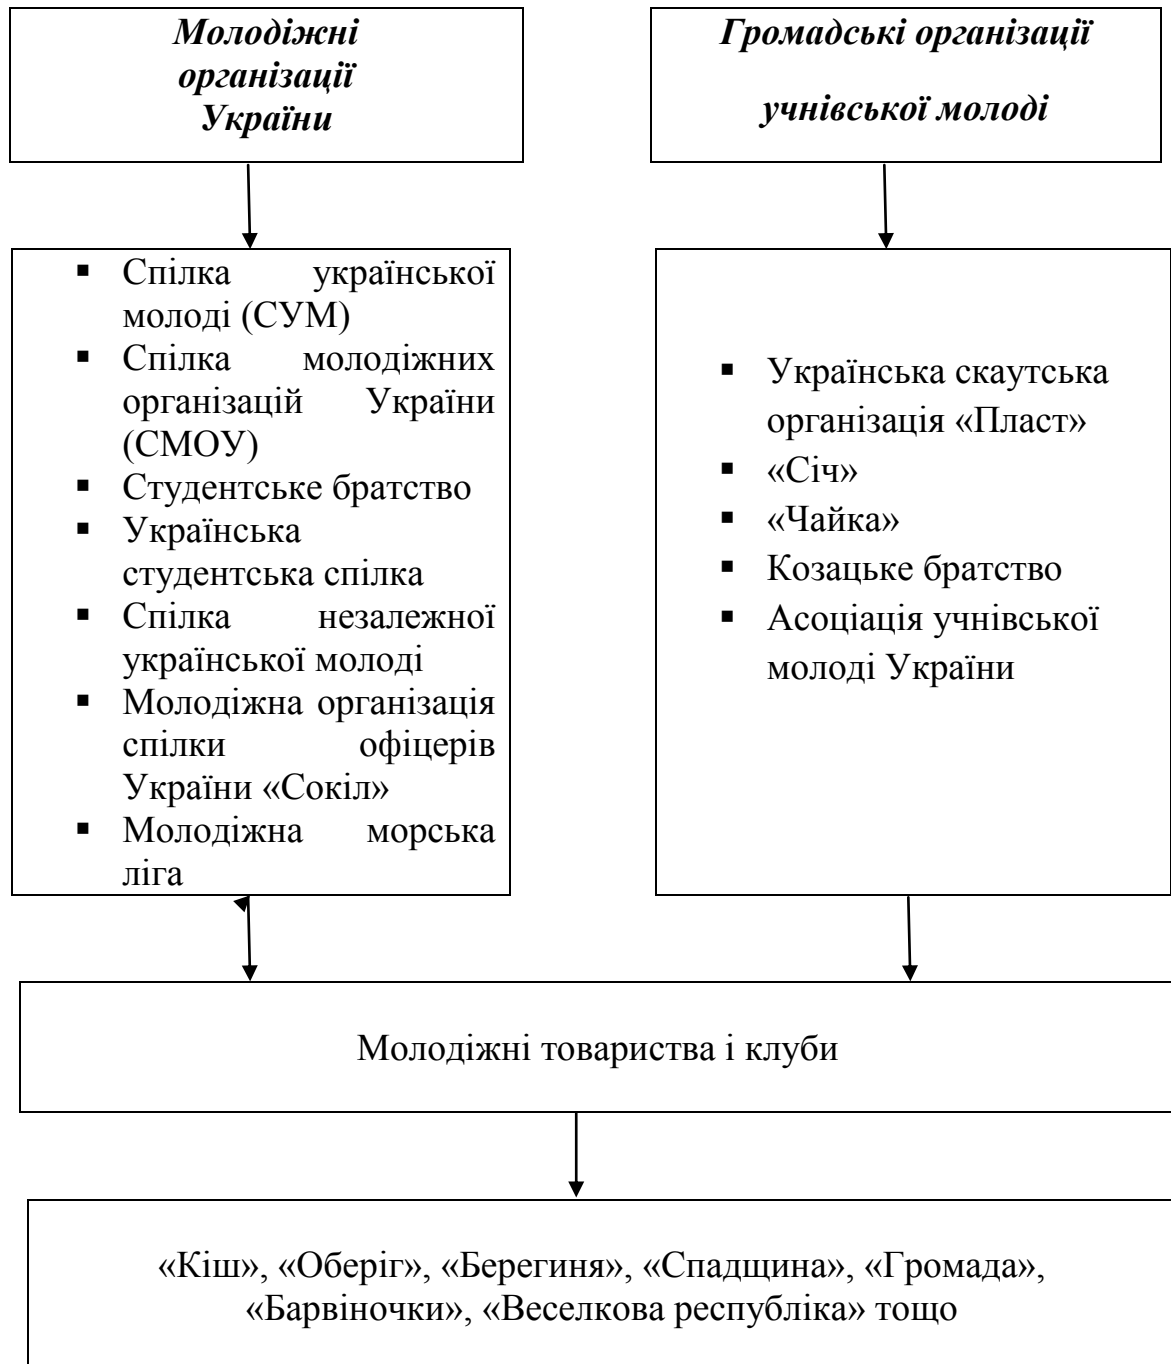 Молодіжні
організації
України
Громадські організації
учнівської молоді
▪ Спілка української
молоді (СУМ)
▪ Спілка молодіжних
організацій України
(СМОУ)
▪ Студентське братство
▪ Українська
студентська спілка
▪ Спілка незалежної
української молоді
▪ Молодіжна організація
спілки офіцерів
України «Сокіл»
▪ Молодіжна морська
ліга
▪ Українська скаутська
організація «Пласт»
▪ «Січ»
▪ «Чайка»
▪ Козацьке братство
▪ Асоціація учнівської
молоді України
Молодіжні товариства і клуби
«Кіш», «Оберіг», «Берегиня», «Спадщина», «Громада»,
«Барвіночки», «Веселкова республіка» тощо